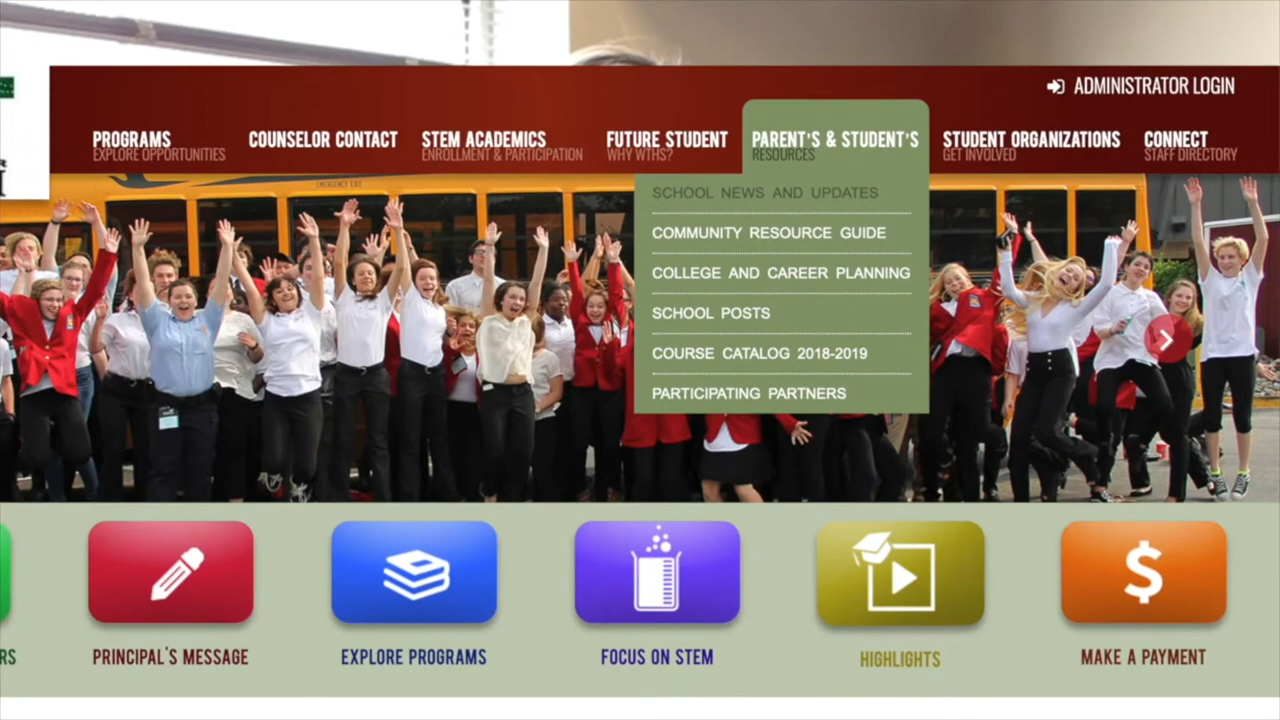 ADMINISTRATOR LOGIN
PROGRAMS
EXPLORE OPPORTUNITIES
COUNSELOR CONTACT
STEM ACADEMICS
ENROLLMENT & PARTICIPATION
FUTURE STUDENT
WHY WTHS?
PARENT'S & STUDENT'S
RESOURCES
STUDENT ORGANIZATIONS
GET INVOLVED
CONNECT
STAFF DIRECTORY
EMERGENCY EXIT
SCHOOL NEWS AND UPDATES
COMMUNITY RESOURCE GUIDE
COLLEGE AND CAREER PLANNING
SCHOOL POSTS
COURSE CATALOG 2018-2019
PARTICIPATING PARTNERS
RS
PRINCIPAL'S MESSAGE
EXPLORE PROGRAMS
FOCUS ON STEM
HIGHLIGHTS
MAKE A PAYMENT